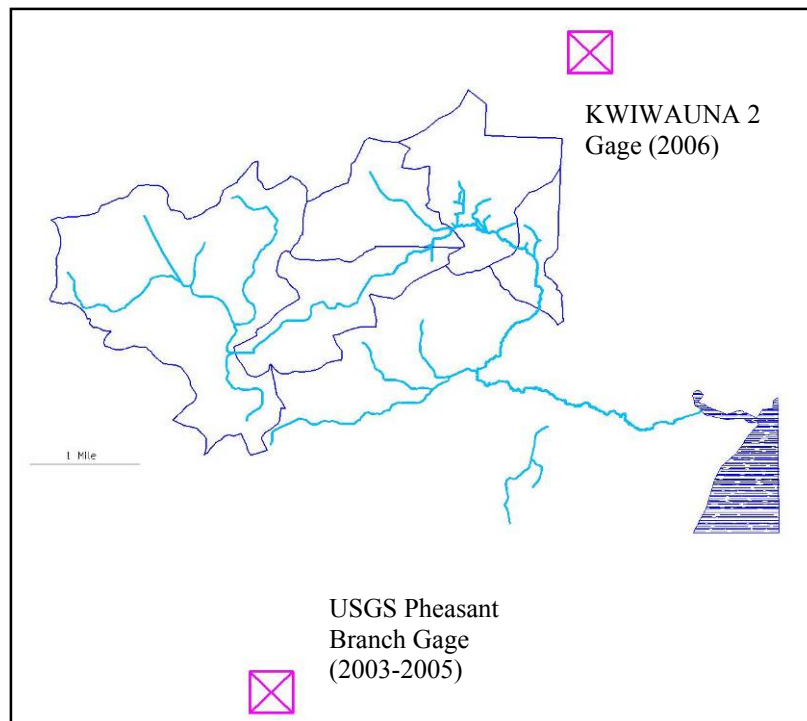 KWIWAUNA 2
Gage (2006)
1 Mile
USGS Pheasant
Branch Gage
(2003-2005)